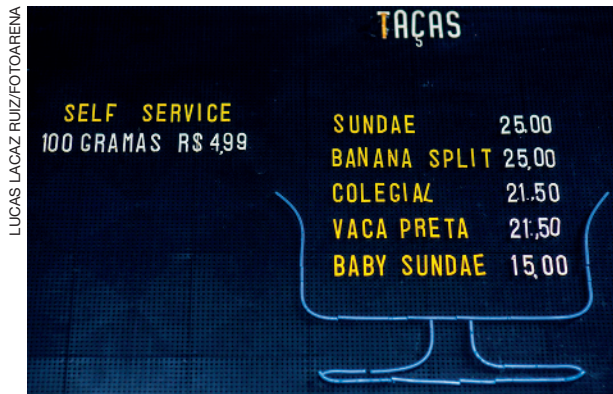 LUCAS LACAZ RUIZ/FOTOARENA
TAÇAS
SELF SERVICE
100 GRAMAS R$ 4,99
SUNDAE 25.00
BANANA SPLIT 25,00
COLEGIAL 21.,50
VACA PRETA 21:,50
BABY SUNDAE 15,00